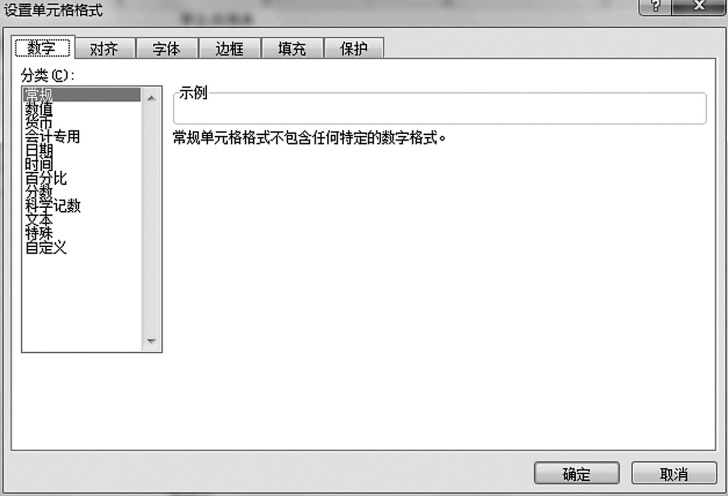 设置单元格格式
数字 对齐 字体 边框 填充 保护
分类(C):
常规
数值
货币
会计专用
日期
时间
百分比
分数
科学记数
文本
特殊
自定义
示例
常规单元格格式不包含任何特定的数字格式。
确定 取消